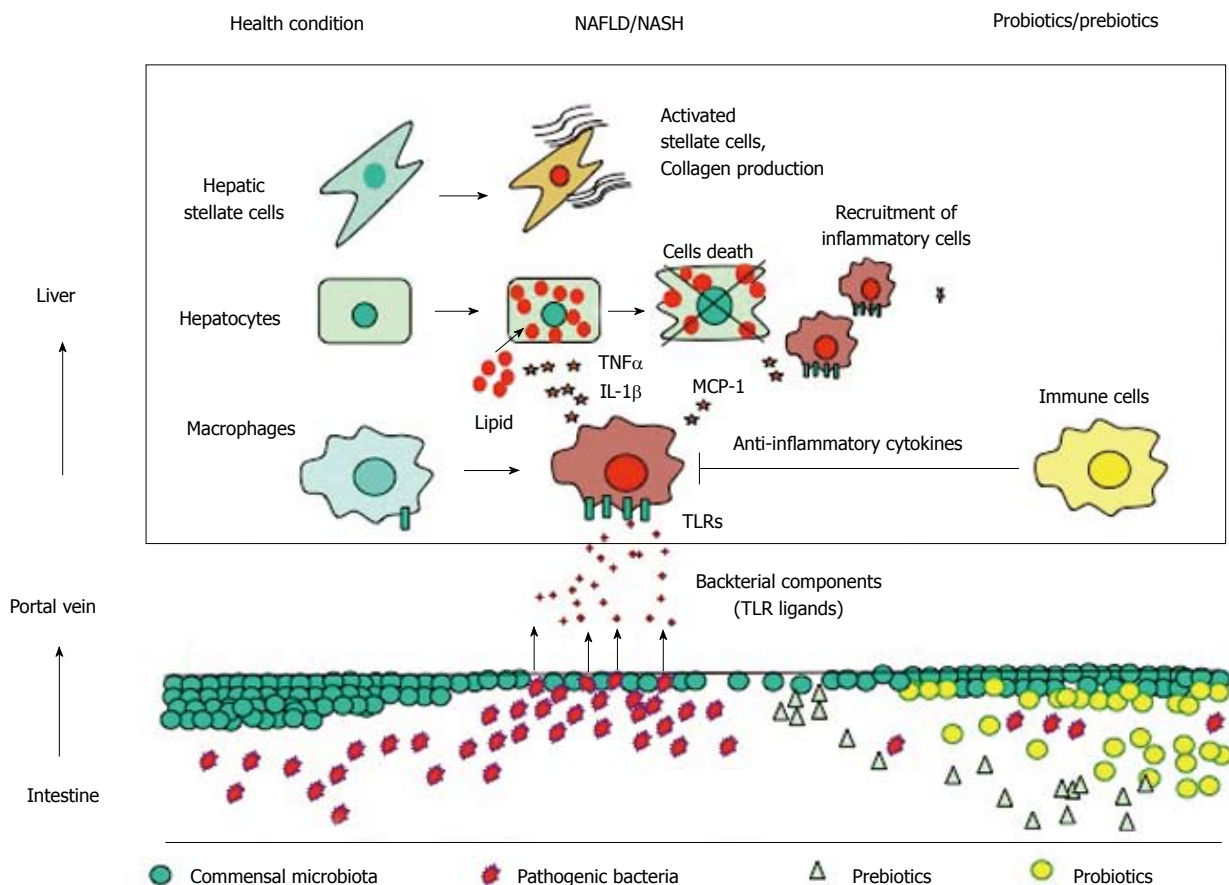 Health condition
NAFLD/NASH
Probiotics/prebiotics
Activated
stellate cells,
Collagen production
Hepatic
stellate cells
Recruitment of
inflammatory cells
Cells death
Liver
Hepatocytes
TNFα
IL-1β
MCP-1
Lipid
Immune cells
Macrophages
Anti-inflammatory cytokines
TLRs
Backterial components
(TLR ligands)
Portal vein
Intestine
Commensal microbiota
Pathogenic bacteria
Prebiotics
Probiotics